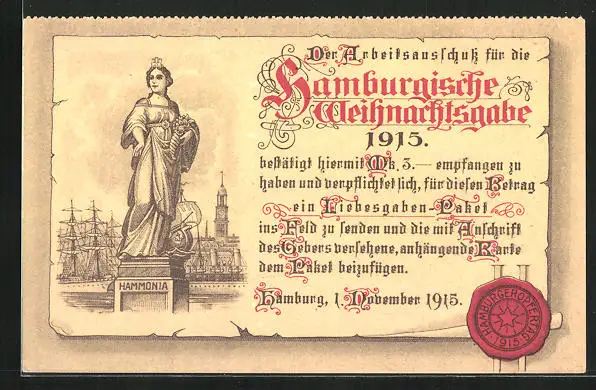 Der Arbeitsausschuß für die
Hamburgische
Weihnachtsgabe
1915.
bestätigt hiermit Mk. 3.— empfangen zu
haben und verpflichtet sich, für diesen Betrag
ein Liebesgaben-Paket
ins Feld zu senden und die mit Anschrift
des Gebers versehene, anhängende Karte
dem Paket beizufügen.
Hamburg, 1. November 1915.
HAMMONIA
HAMBURGER OPFERTAG 1915